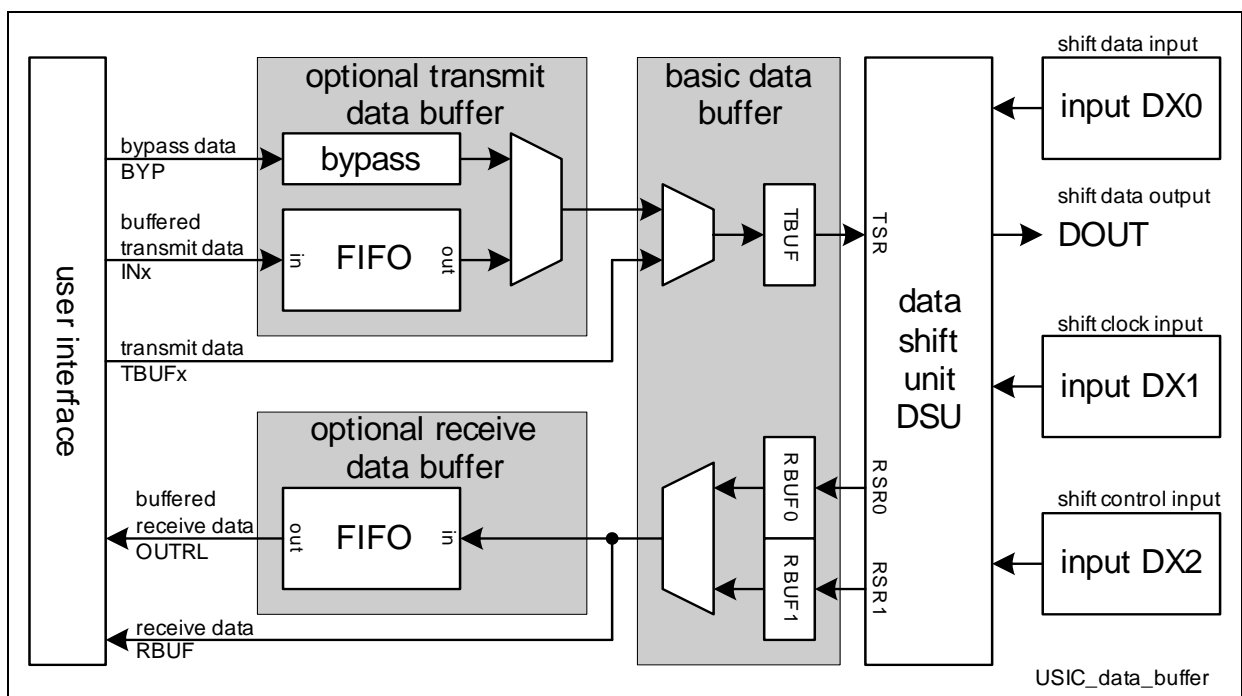 optional transmit
data buffer
basic data
buffer
shift data input
input DX0
bypass data
BYP
bypass
shift data output
DOUT
buffered
transmit data
INx
in
FIFO
out
TBUF
TSR
user interface
data
shift
unit
DSU
shift clock input
input DX1
transmit data
TBUFx
optional receive
data buffer
buffered
receive data
OUTRL
out
FIFO
in
RBUF0
RSR0
RBUF1
RSR1
shift control input
input DX2
receive data
RBUF
USIC_data_buffer